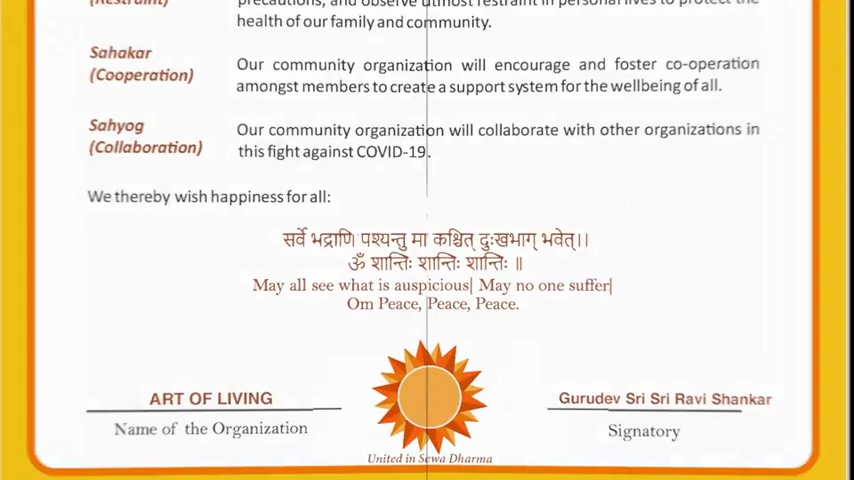 (Restraint)
precautions, and observe utmost restraint in personal lives to protect the
health of our family and community.
Sahakar
(Cooperation)
Our community organization will encourage and foster co-operation
amongst members to create a support system for the wellbeing of all.
Sahyog
(Collaboration)
Our community organization will collaborate with other organizations in
this fight against COVID-19.
We thereby wish happiness for all:
सर्वे भद्राणि पश्यन्तु मा कश्चित् दुःखभाग् भवेत्।।
ॐ शान्तिः शान्तिः शान्तिः ॥
May all see what is auspicious| May no one suffer|
Om Peace, Peace, Peace.
ART OF LIVING
Name of the Organization
Gurudev Sri Sri Ravi Shankar
Signatory
United in Sewa Dharma